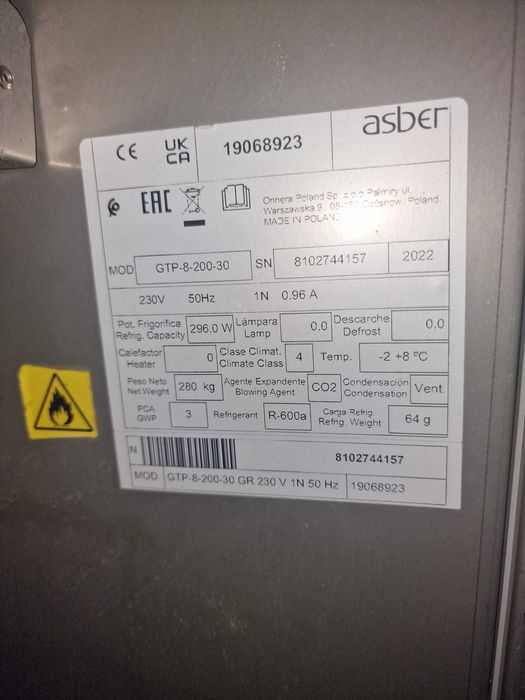 CE UK CA 19068923 asber
EAC
Onnera Poland Sp. z.o.o Palmiry ul.
Warszawska 9, Czosnow, Poland.
MADE IN POLAND
MOD GTP-8-200-30 SN 8102744157 2022
230V 50Hz 1N 0.96 A
Pot. Frigorifica
Refrig. Capacity 296,0 W
Lámpara
Lamp 0,0
Descarche
Defrost 0,0
Calefactor
Heater 0
Clase Climat.
Climate Class 4
Temp. -2 +8 °C
Peso Neto
Net Weight 280 kg
Agente Expandente
Blowing Agent CO2
Condensación
Condensation Vent.
PCA
GWP 3
Refrigerant R-600a
Carga Refrig.
Refrig. Weight 64 g
N. 8102744157
MOD GTP-8-200-30 GR 230 V 1N 50 Hz 19068923